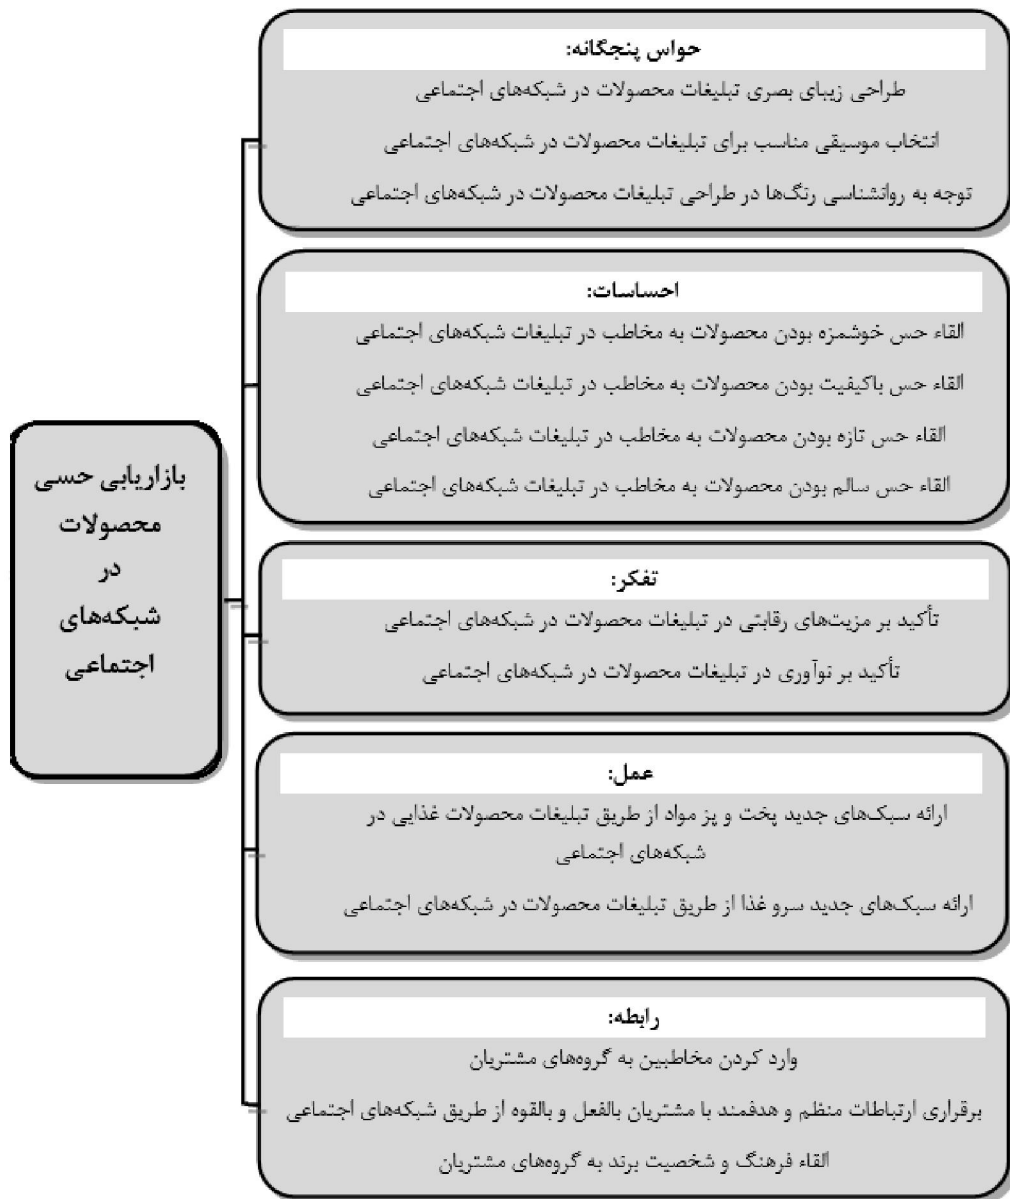 بازاریابی حسی
محصولات
در
شبکه‌های
اجتماعی
حواس پنجگانه:
طراحی زیبای بصری تبلیغات محصولات در شبکه‌های اجتماعی
انتخاب موسیقی مناسب برای تبلیغات محصولات در شبکه‌های اجتماعی
توجه به روانشناسی رنگ‌ها در طراحی تبلیغات محصولات در شبکه‌های اجتماعی
احساسات:
القاء حس خوشمزه بودن محصولات به مخاطب در تبلیغات شبکه‌های اجتماعی
القاء حس باکیفیت بودن محصولات به مخاطب در تبلیغات شبکه‌های اجتماعی
القاء حس تازه بودن محصولات به مخاطب در تبلیغات شبکه‌های اجتماعی
القاء حس سالم بودن محصولات به مخاطب در تبلیغات شبکه‌های اجتماعی
تفکر:
تأکید بر مزیت‌های رقابتی در تبلیغات محصولات در شبکه‌های اجتماعی
تأکید بر نوآوری در تبلیغات محصولات در شبکه‌های اجتماعی
عمل:
ارائه سبک‌های جدید پخت و پز مواد از طریق تبلیغات محصولات غذایی در
شبکه‌های اجتماعی
ارائه سبک‌های جدید سرو غذا از طریق تبلیغات محصولات در شبکه‌های اجتماعی
رابطه:
وارد کردن مخاطبین به گروه‌های مشتریان
برقراری ارتباطات منظم و هدفمند با مشتریان بالفعل و بالقوه از طریق شبکه‌های اجتماعی
القاء فرهنگ و شخصیت برند به گروه‌های مشتریان